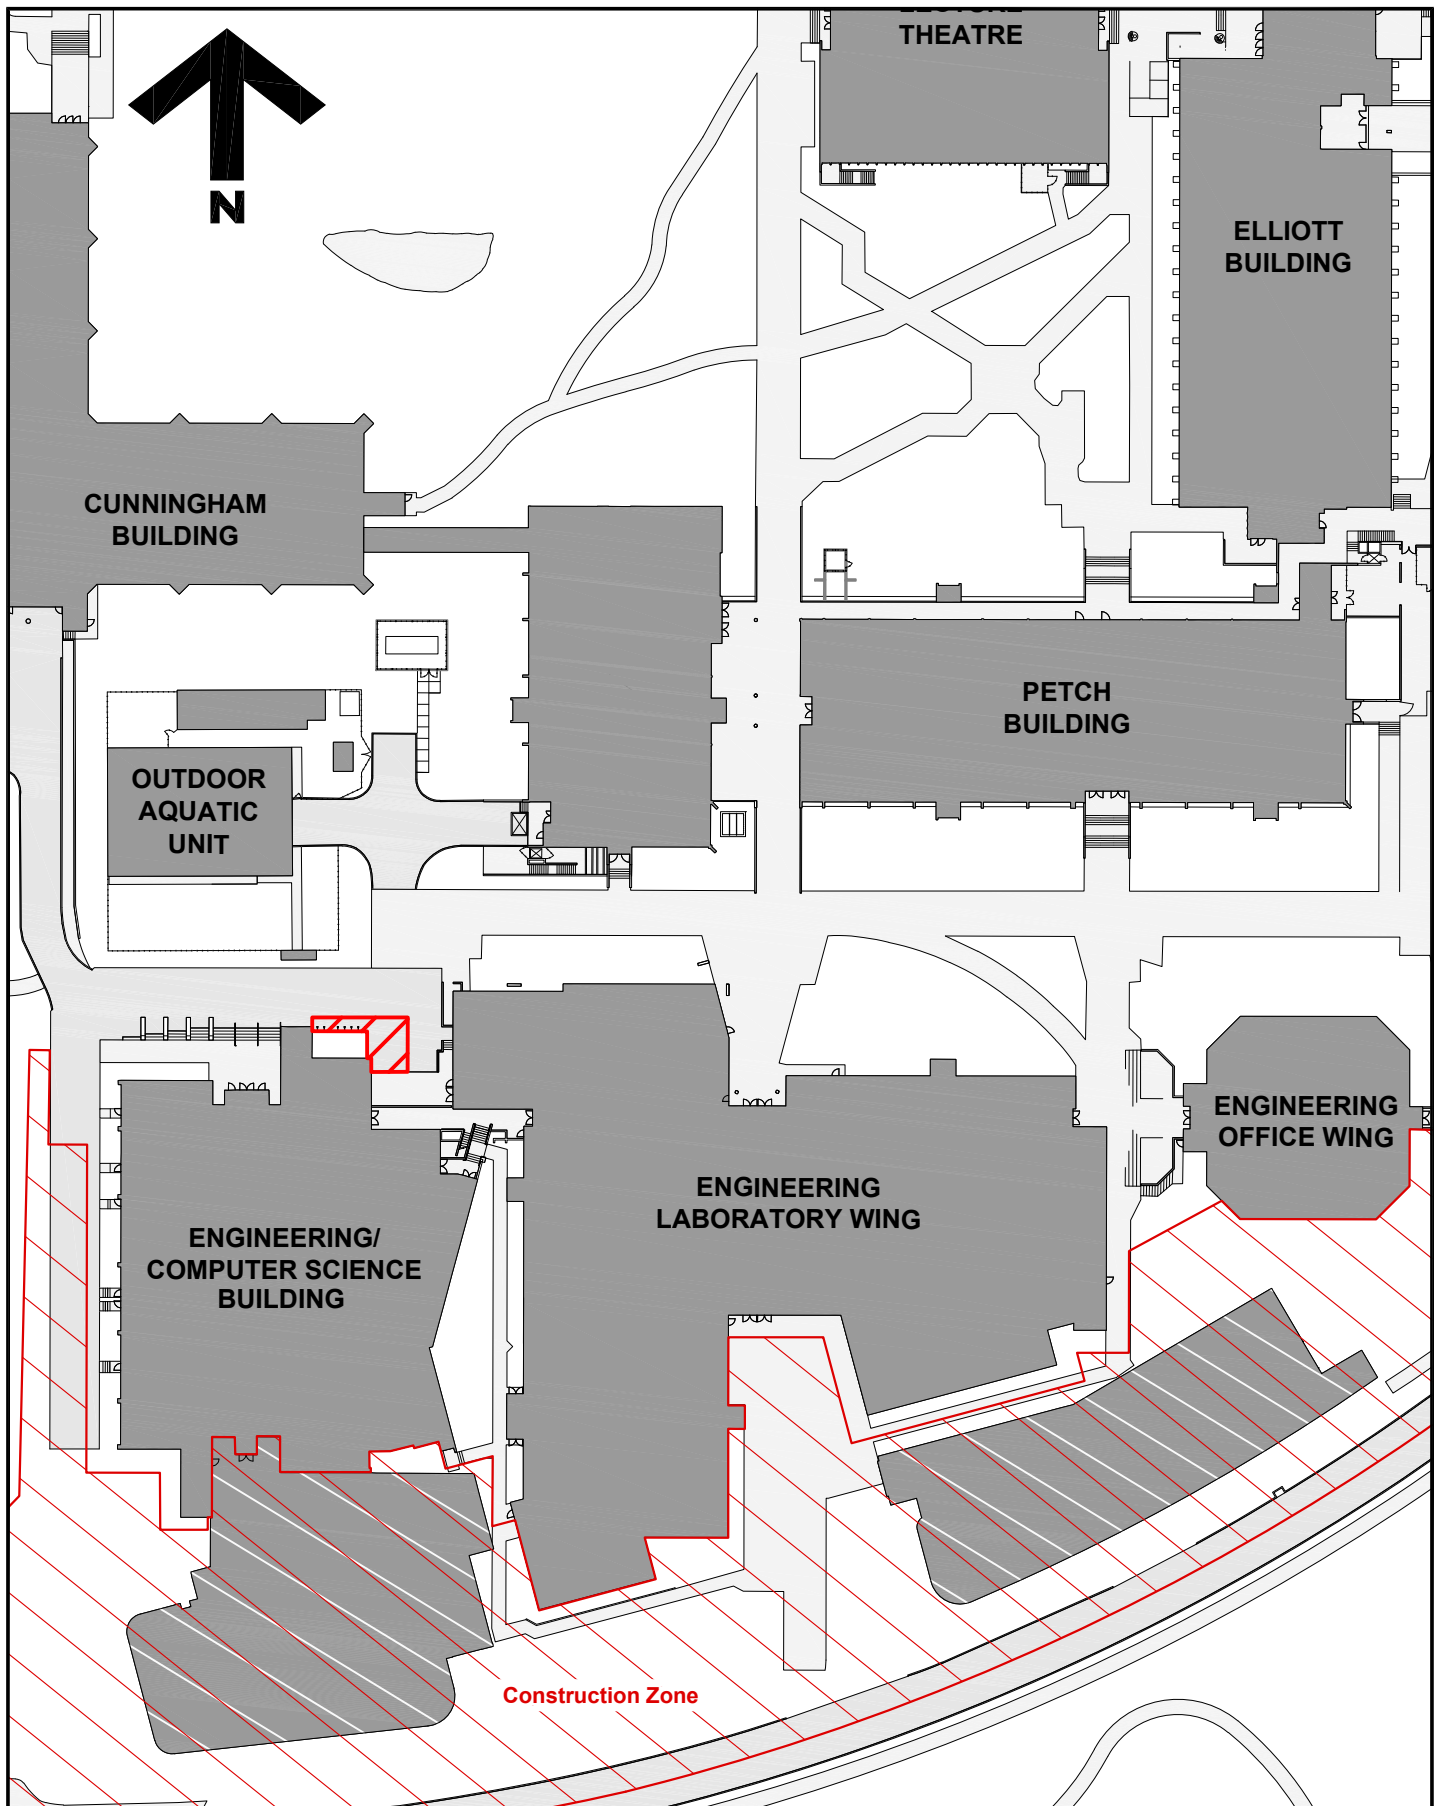 LECTURE
THEATRE
N
ELLIOTT
BUILDING
CUNNINGHAM
BUILDING
PETCH
BUILDING
OUTDOOR
AQUATIC
UNIT
ENGINEERING
OFFICE WING
ENGINEERING
LABORATORY WING
ENGINEERING/
COMPUTER SCIENCE
BUILDING
Construction Zone